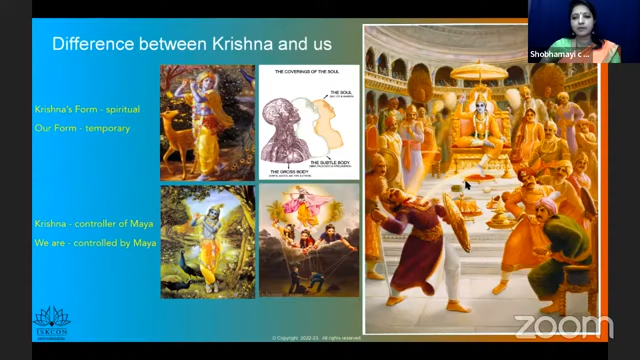 Shobhamayi c ...
Difference between Krishna and us
THE COVERINGS OF THE SOUL
THE SOUL
Krishna's Form - spiritual
Our Form - temporary
THE SUBTLE BODY
THE GROSS BODY
Krishna - controller of Maya
We are - controlled by Maya
ISKCON
© Copyright 2022-23 All rights reserved
zoom